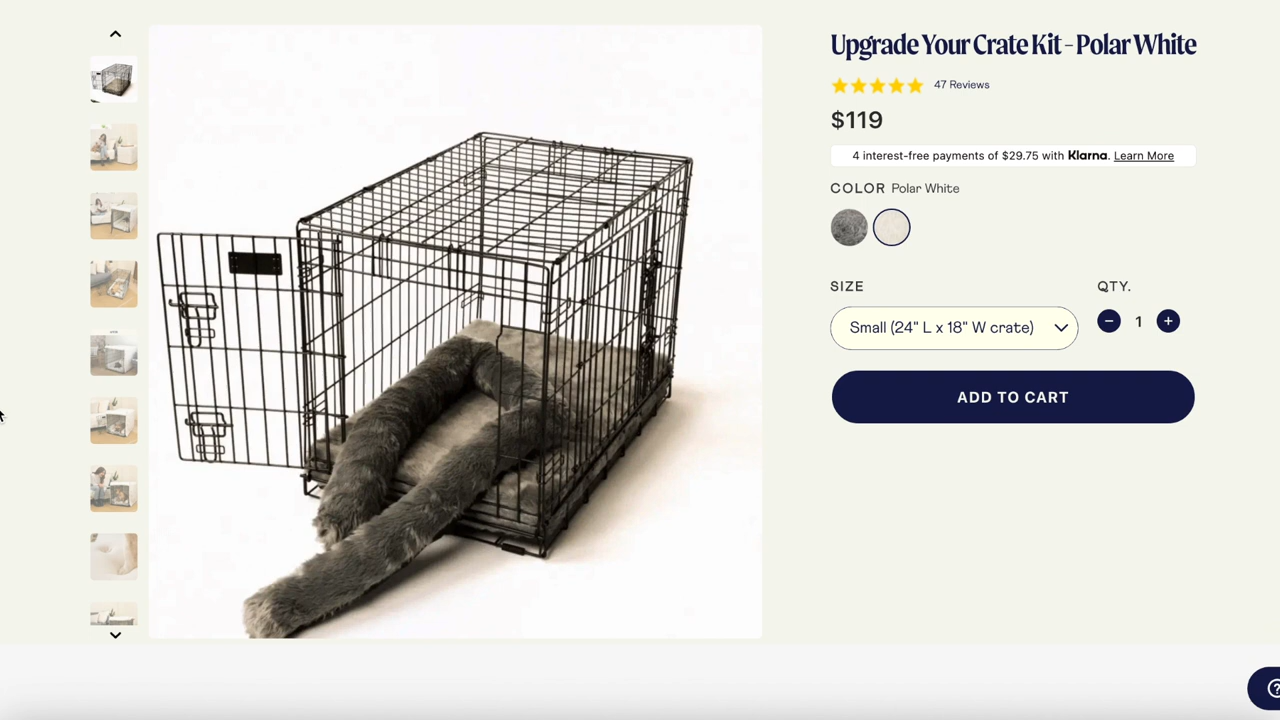 Upgrade Your Crate Kit - Polar White
47 Reviews
$119
4 interest-free payments of $29.75 with Klarna. Learn More
COLOR Polar White
SIZE
QTY.
Small (24" L x 18" W crate)
1
ADD TO CART